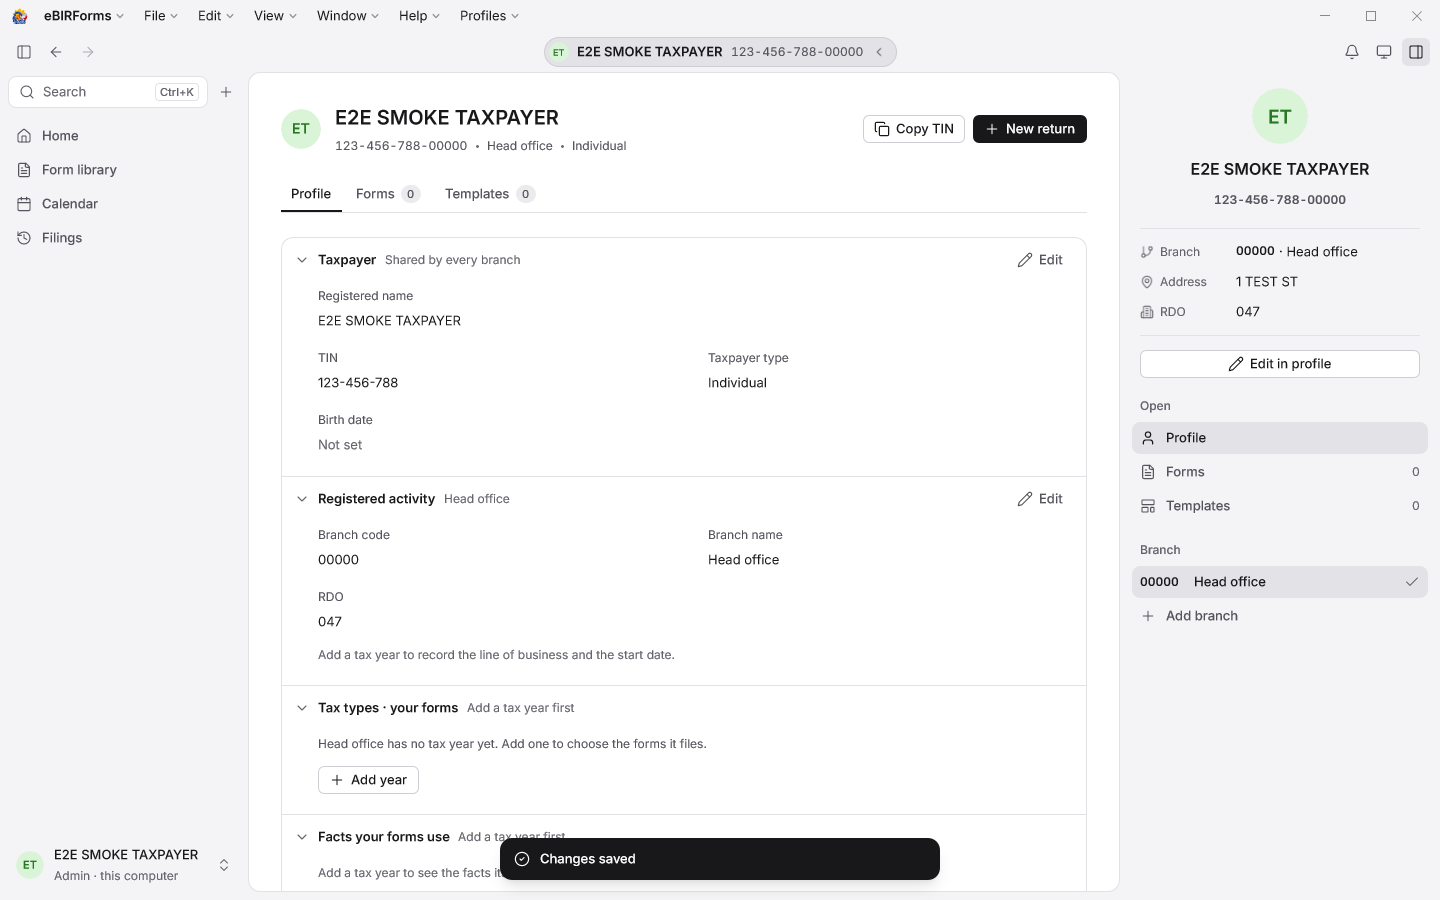 eBIRForms File Edit View Window Help Profiles
ET E2E SMOKE TAXPAYER 123-456-788-00000
Search Ctrl+K
Home
Form library
Calendar
Filings
ET E2E SMOKE TAXPAYER
Admin · this computer
ET E2E SMOKE TAXPAYER
123-456-788-00000 • Head office • Individual
Copy TIN
New return
Profile Forms 0 Templates 0
Taxpayer Shared by every branch Edit
Registered name
E2E SMOKE TAXPAYER
TIN Taxpayer type
123-456-788 Individual
Birth date
Not set
Registered activity Head office Edit
Branch code Branch name
00000 Head office
RDO
047
Add a tax year to record the line of business and the start date.
Tax types · your forms Add a tax year first
Head office has no tax year yet. Add one to choose the forms it files.
Add year
Facts your forms use Add a tax year first
Add a tax year to see the facts it
Changes saved
ET
E2E SMOKE TAXPAYER
123-456-788-00000
Branch 00000 · Head office
Address 1 TEST ST
RDO 047
Edit in profile
Open
Profile
Forms 0
Templates 0
Branch
00000 Head office
Add branch